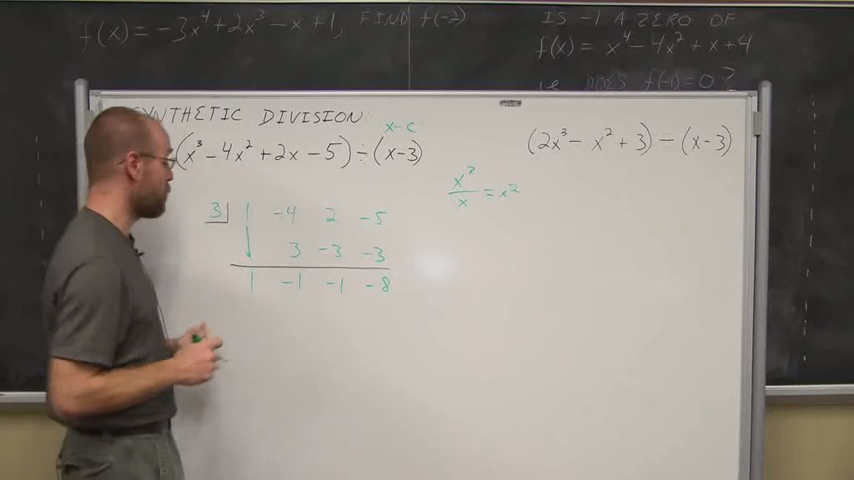 f(x) = -3x⁴ + 2x³ - x + 1, FIND f(-2)
IS -1 A ZERO OF
f(x) = x⁴ - 4x² + x + 4
ie DOES f(-1) = 0 ?
SYNTHETIC DIVISION
x-c
(x³ - 4x² + 2x - 5) ÷ (x-3)
x³/x = x²
3| 1 -4 2 -5
↓ 3 -3 -3
1 -1 -1 -8
(2x³ - x² + 3) ÷ (x-3)